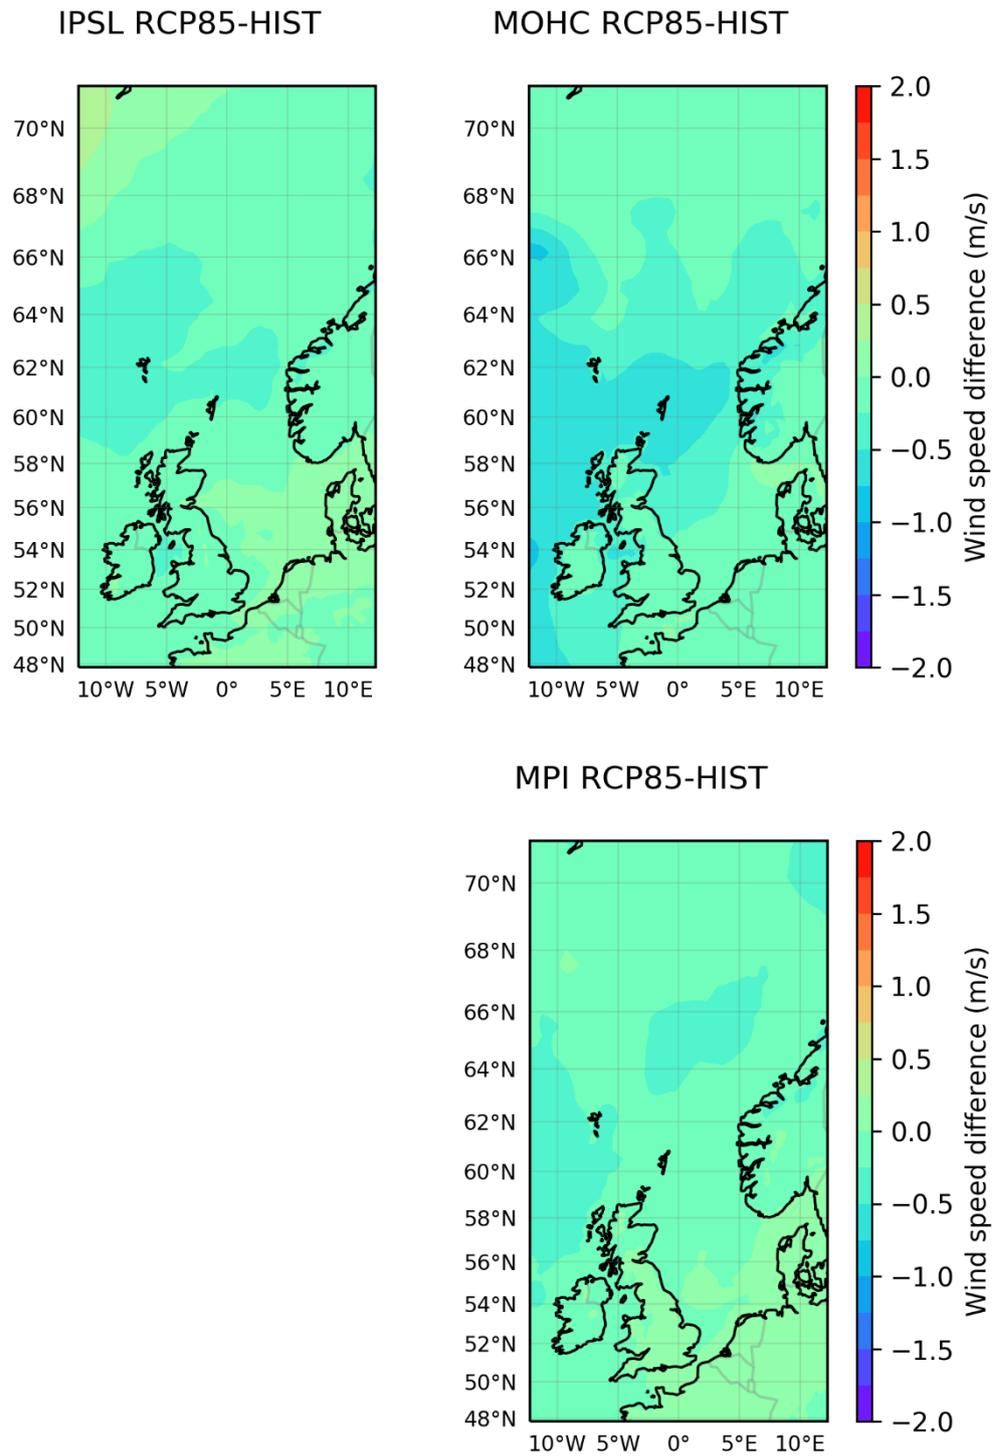 IPSL RCP85-HIST
MOHC RCP85-HIST
70°N
68°N
66°N
64°N
62°N
60°N
58°N
56°N
54°N
52°N
50°N
48°N
10°W 5°W 0° 5°E 10°E
70°N
68°N
66°N
64°N
62°N
60°N
58°N
56°N
54°N
52°N
50°N
48°N
10°W 5°W 0° 5°E 10°E
2.0
1.5
1.0
0.5
0.0
−0.5
−1.0
−1.5
−2.0
Wind speed difference (m/s)
MPI RCP85-HIST
70°N
68°N
66°N
64°N
62°N
60°N
58°N
56°N
54°N
52°N
50°N
48°N
10°W 5°W 0° 5°E 10°E
2.0
1.5
1.0
0.5
0.0
−0.5
−1.0
−1.5
−2.0
Wind speed difference (m/s)